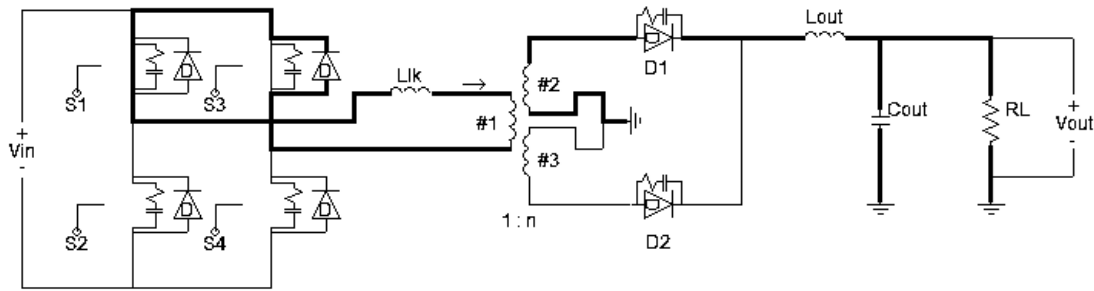 Lout
D
D
Llk
#2
D
D1
S1
S3
+
Vin
-
#1
#3
Cout
RL
+
Vout
-
D
D
1 : n
D
S2
S4
D2